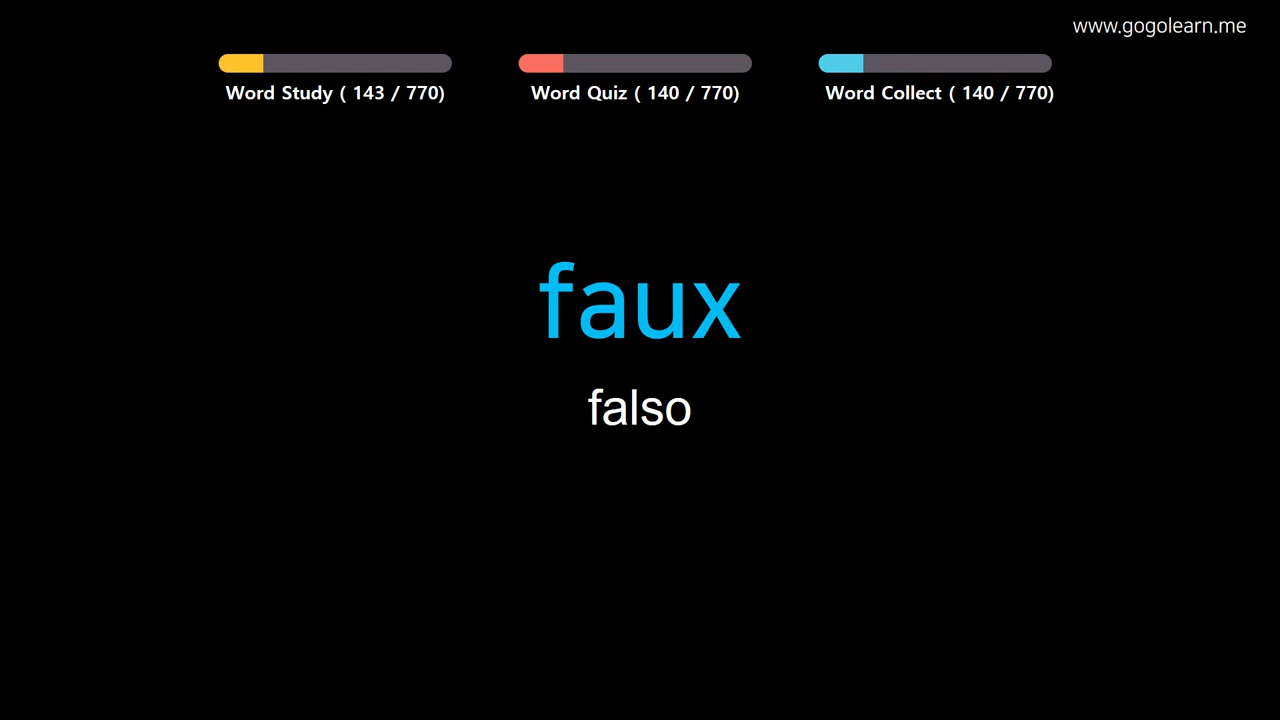 www.gogolearn.me
Word Study ( 143 / 770)
Word Quiz ( 140 / 770)
Word Collect ( 140 / 770)
faux
falso